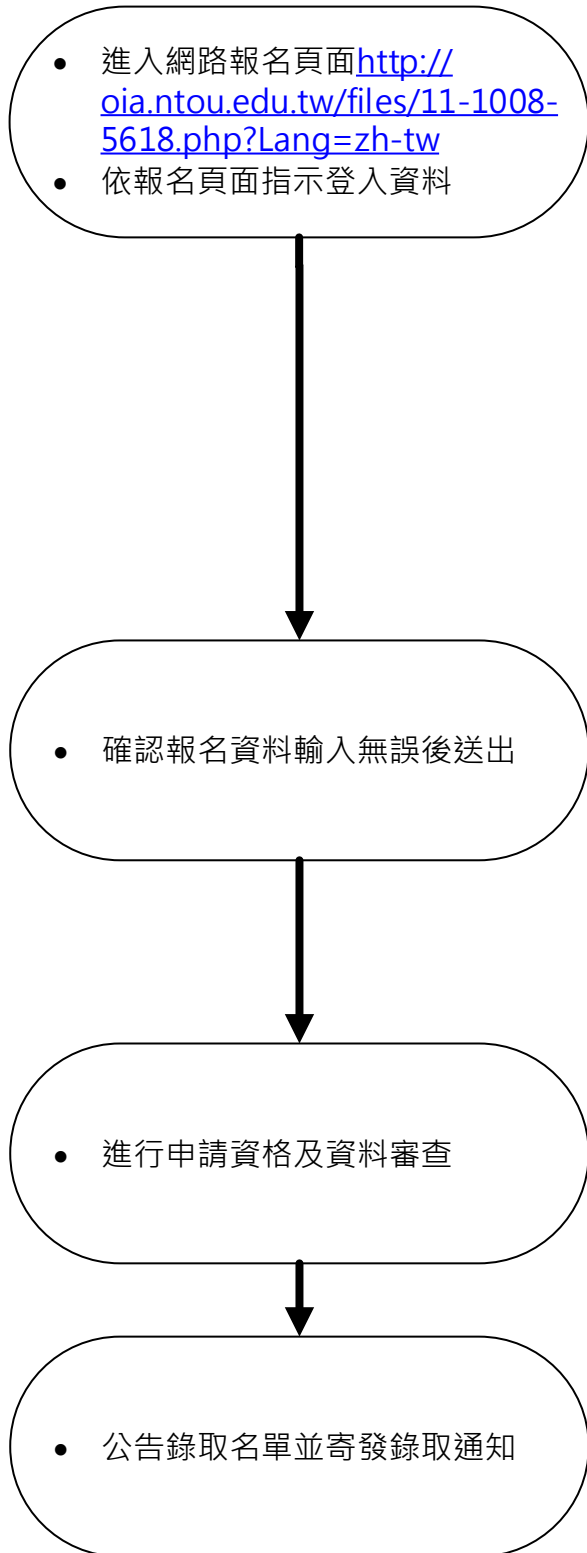 • 進入網路報名頁面http://
oia.ntou.edu.tw/files/11-1008-
5618.php?Lang=zh-tw
• 依報名頁面指示登入資料
• 確認報名資料輸入無誤後送出
• 進行申請資格及資料審查
• 公告錄取名單並寄發錄取通知